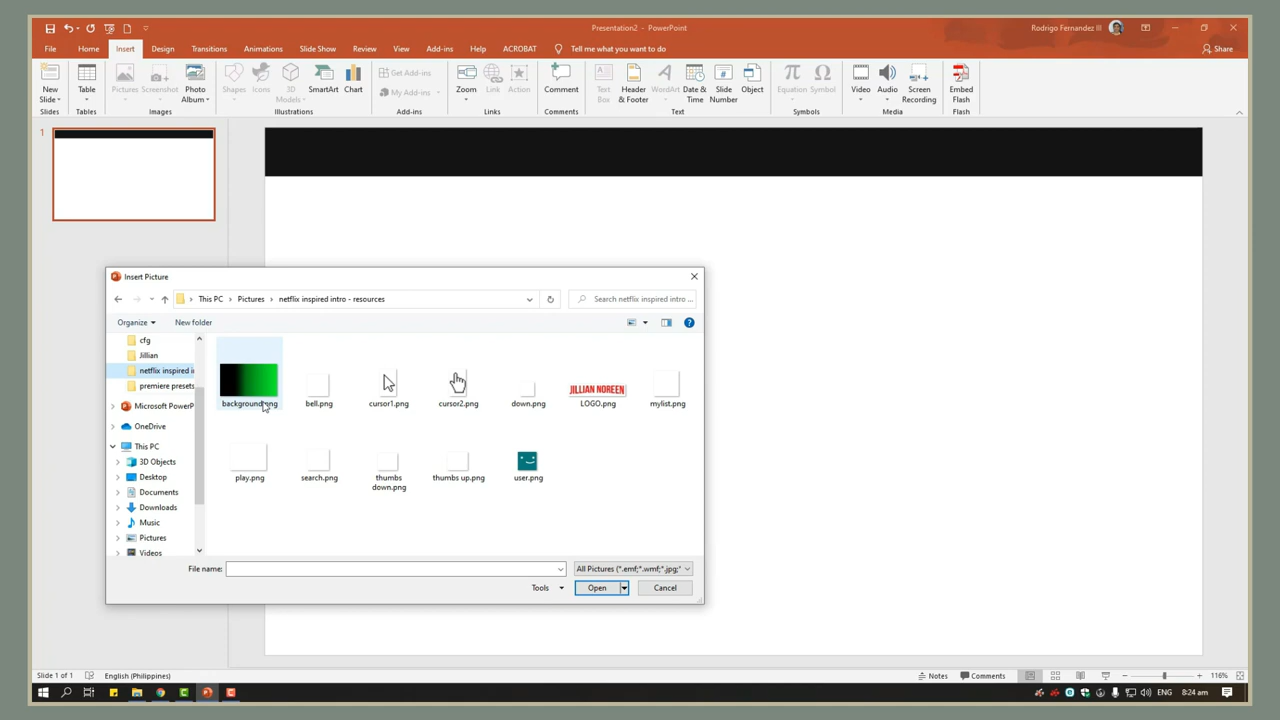 Presentation2 - PowerPoint
Rodrigo Fernandez III
File Home Insert Design Transitions Animations Slide Show Review View Add-ins Help ACROBAT Tell me what you want to do
Share
New Slide
Table
Pictures
Screenshot
Photo Album
Shapes
Icons
3D Models
SmartArt
Chart
Get Add-ins
My Add-ins
Zoom
Link
Action
Comment
Text Box
Header & Footer
WordArt
Date & Time
Slide Number
Object
Equation
Symbol
Video
Audio
Screen Recording
Embed Flash
Slides Tables Images Illustrations Add-ins Links Comments Text Symbols Media Flash
1
Insert Picture
This PC > Pictures > netflix inspired intro - resources
Search netflix inspired intro ...
Organize New folder
cfg
Jillian
netflix inspired i
premiere presets
Microsoft PowerP
OneDrive
This PC
3D Objects
Desktop
Documents
Downloads
Music
Pictures
Videos
background.png
bell.png
cursor1.png
cursor2.png
down.png
JILLIAN NOREEN
LOGO.png
mylist.png
play.png
search.png
thumbs down.png
thumbs up.png
user.png
File name:
All Pictures (*.emf;*.wmf;*.jpg;*
Tools Open Cancel
Slide 1 of 1 English (Philippines)
Notes Comments 116%
ENG 8:24 am